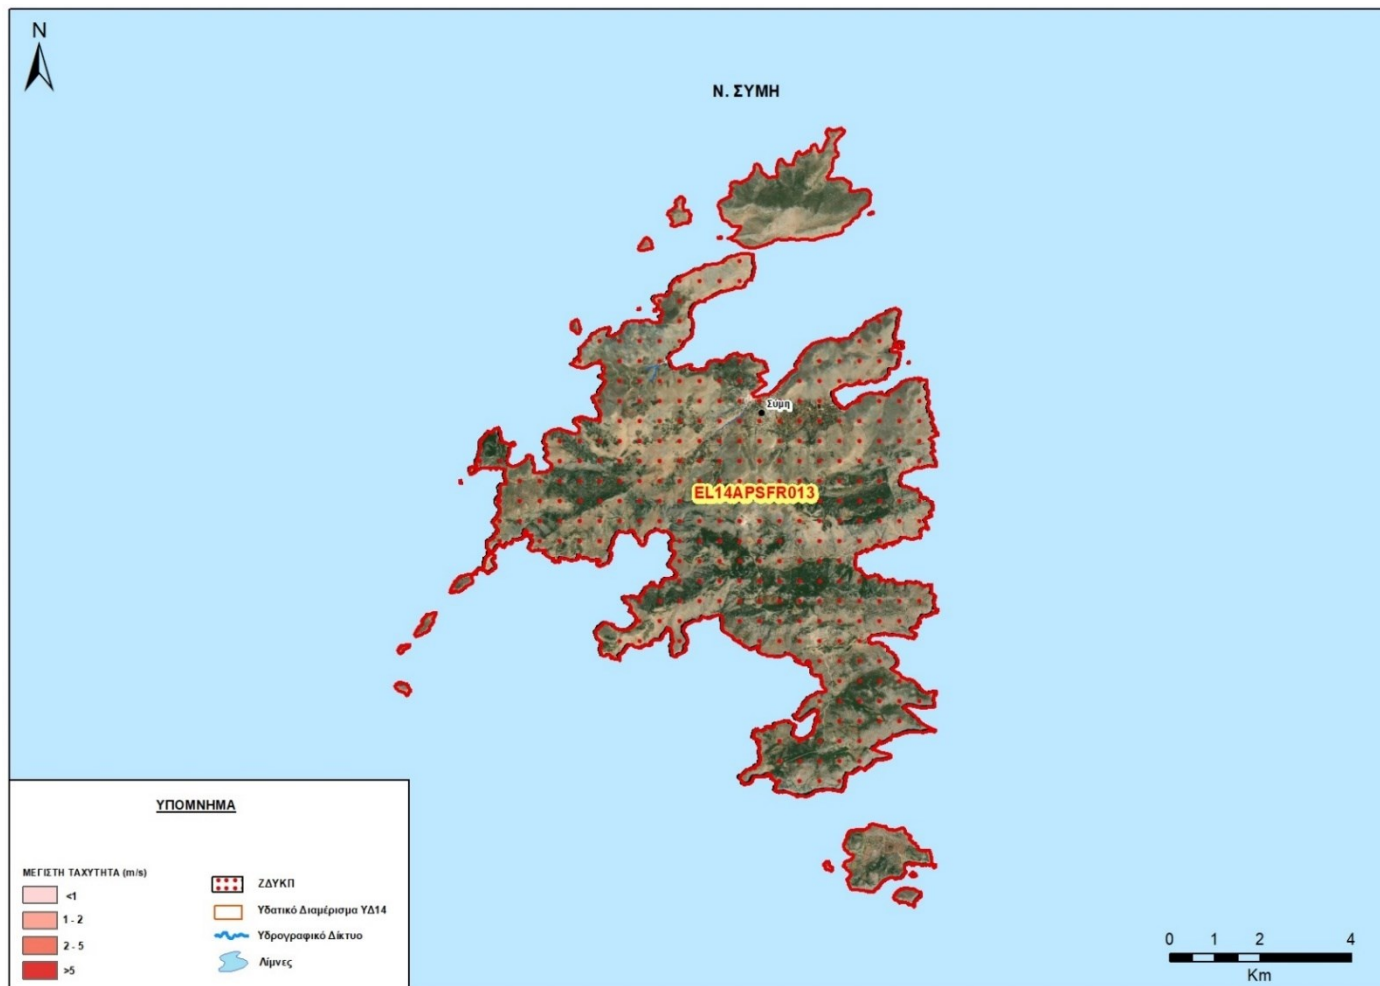 N
Ν. ΣΥΜΗ
Σύμη
EL14APSFR013
ΥΠΟΜΝΗΜΑ
ΜΕΓΙΣΤΗ ΤΑΧΥΤΗΤΑ (m/s)
<1
1 - 2
2 - 5
>5
ΖΔΥΚΠ
Υδατικό Διαμέρισμα ΥΔ14
Υδρογραφικό Δίκτυο
Λίμνες
0 1 2 4
Km